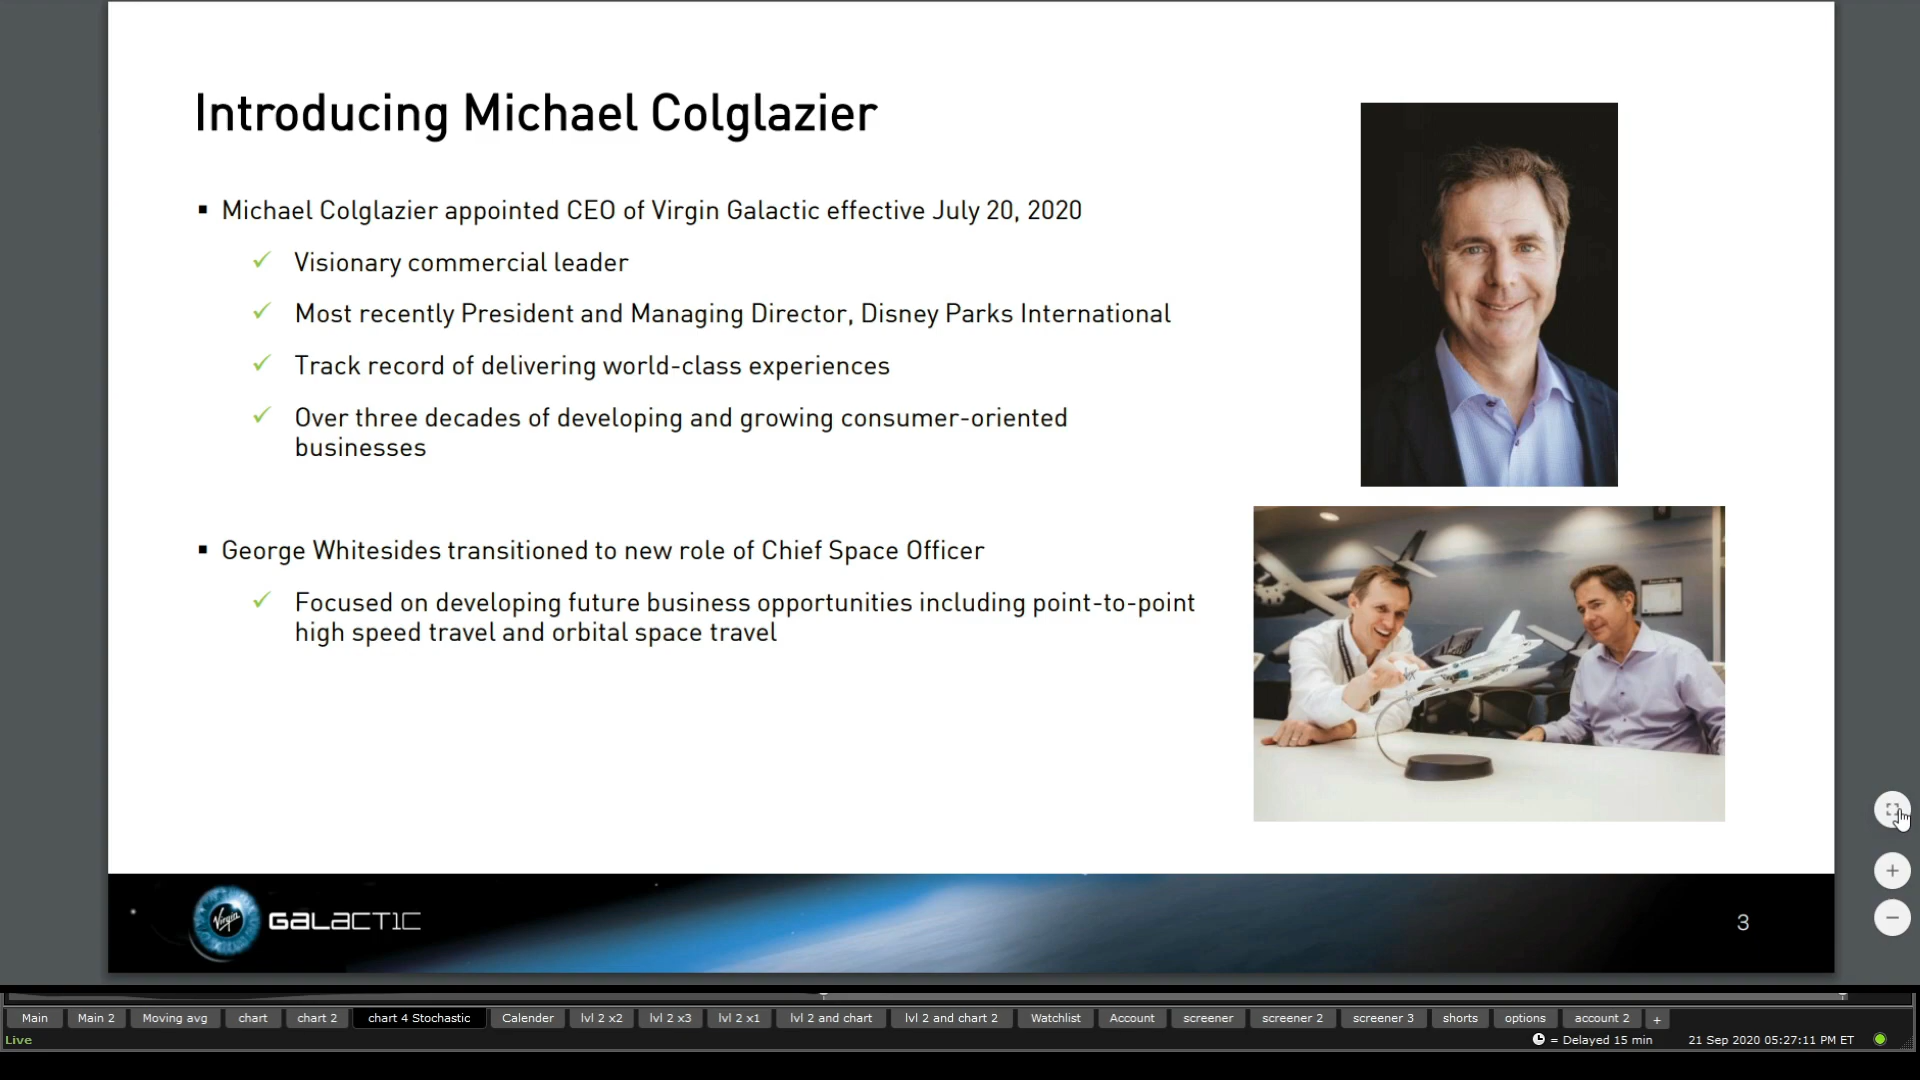 Introducing Michael Colglazier
▪ Michael Colglazier appointed CEO of Virgin Galactic effective July 20, 2020
✓ Visionary commercial leader
✓ Most recently President and Managing Director, Disney Parks International
✓ Track record of delivering world-class experiences
✓ Over three decades of developing and growing consumer-oriented
businesses
▪ George Whitesides transitioned to new role of Chief Space Officer
✓ Focused on developing future business opportunities including point-to-point
high speed travel and orbital space travel
Virgin GALACTIC
3
Main Main 2 Moving avg chart chart 2 chart 4 Stochastic Calender lvl 2 x2 lvl 2 x3 lvl 2 x1 lvl 2 and chart lvl 2 and chart 2 Watchlist Account screener screener 2 screener 3 shorts options account 2 +
Live = Delayed 15 min 21 Sep 2020 05:27:11 PM ET